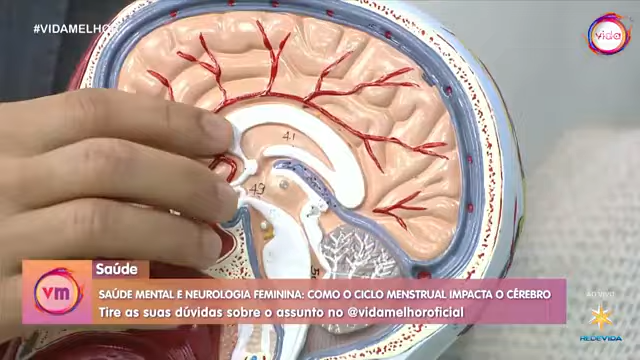 #VIDAMELHO
vida
41
43
Saúde
vm
SAÚDE MENTAL E NEUROLOGIA FEMININA: COMO O CICLO MENSTRUAL IMPACTA O CÉREBRO
Tire as suas dúvidas sobre o assunto no @vidamelhoroficial
AO VIVO
REDEVIDA